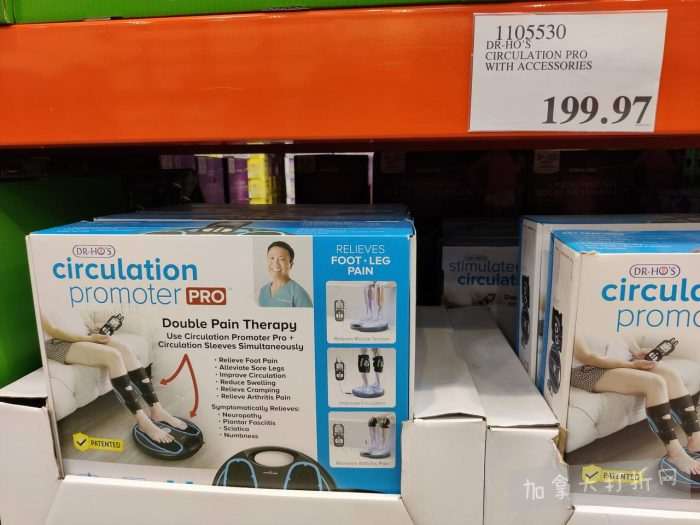 1105530
DR-HO'S
CIRCULATION PRO
WITH ACCESSORIES
199.97
DR-HO'S
circulation
promoter PRO
RELIEVES
FOOT • LEG
PAIN
Double Pain Therapy
Use Circulation Promoter Pro +
Circulation Sleeves Simultaneously
• Relieve Foot Pain
• Alleviate Sore Legs
• Improve Circulation
• Reduce Swelling
• Relieve Cramping
• Relieve Arthritis Pain
Symptomatically Relieves:
• Neuropathy
• Plantar Fasciitis
• Sciatica
• Numbness
PATENTED
stimulate
circulati
DR-HO'S
circula
promo
PATENTED
加拿大打折网